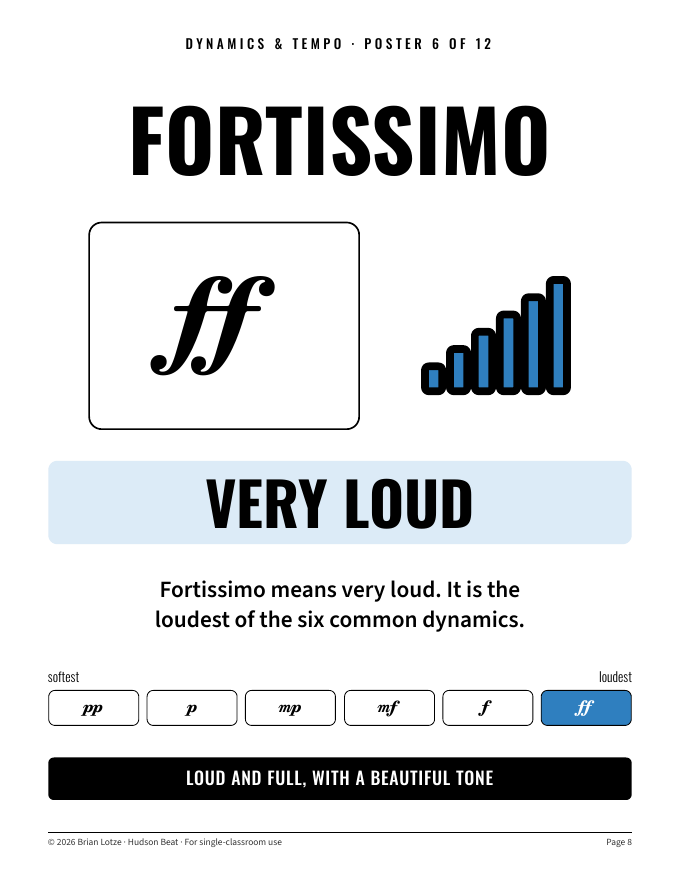 DYNAMICS & TEMPO · POSTER 6 OF 12
FORTISSIMO
ff
VERY LOUD
Fortissimo means very loud. It is the
loudest of the six common dynamics.
softest loudest
pp p mp mf f ff
LOUD AND FULL, WITH A BEAUTIFUL TONE
© 2026 Brian Lotze · Hudson Beat · For single-classroom use Page 8